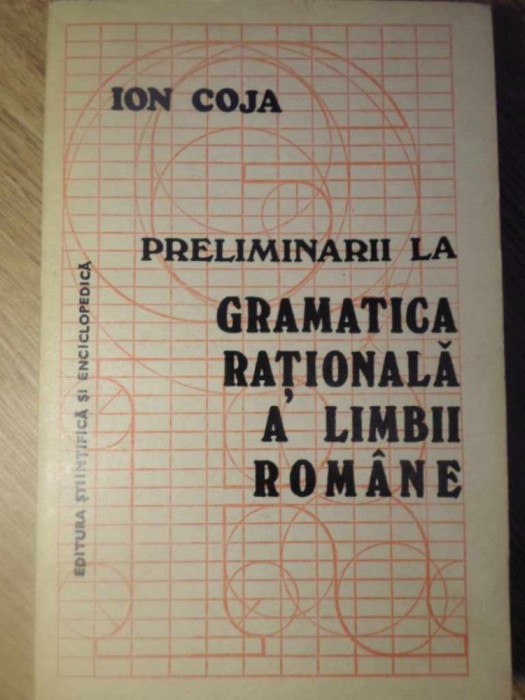 ION COJA
PRELIMINARII LA
GRAMATICA
RAȚIONALĂ
A LIMBII
ROMÂNE
EDITURA ȘTIINȚIFICĂ ȘI ENCICLOPEDICĂ